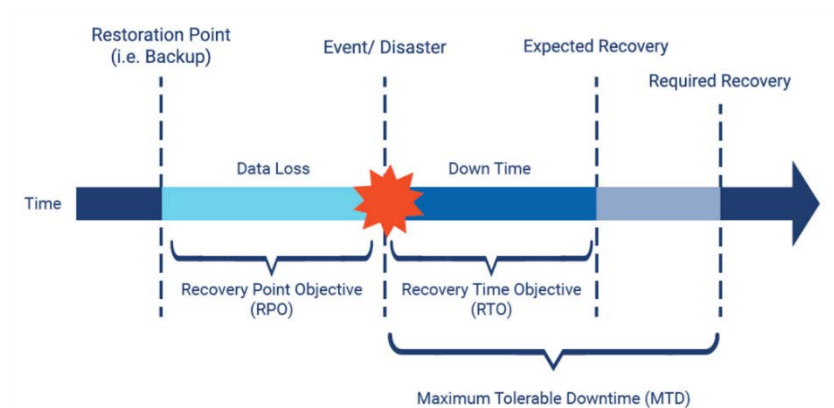 Restoration Point
(i.e. Backup)
Event/ Disaster
Expected Recovery
Required Recovery
Data Loss
Down Time
Time
Recovery Point Objective
(RPO)
Recovery Time Objective
(RTO)
Maximum Tolerable Downtime (MTD)